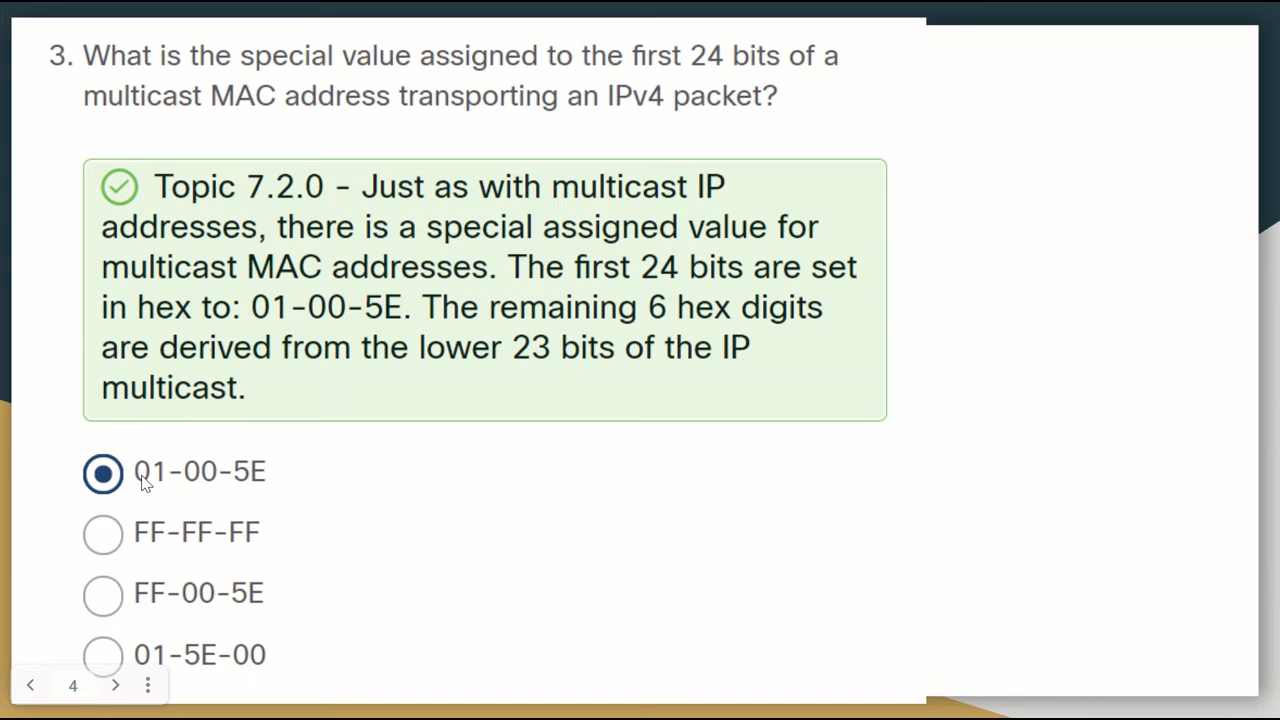 3. What is the special value assigned to the first 24 bits of a
multicast MAC address transporting an IPv4 packet?
Topic 7.2.0 - Just as with multicast IP
addresses, there is a special assigned value for
multicast MAC addresses. The first 24 bits are set
in hex to: 01-00-5E. The remaining 6 hex digits
are derived from the lower 23 bits of the IP
multicast.
01-00-5E
FF-FF-FF
FF-00-5E
01-5E-00
4